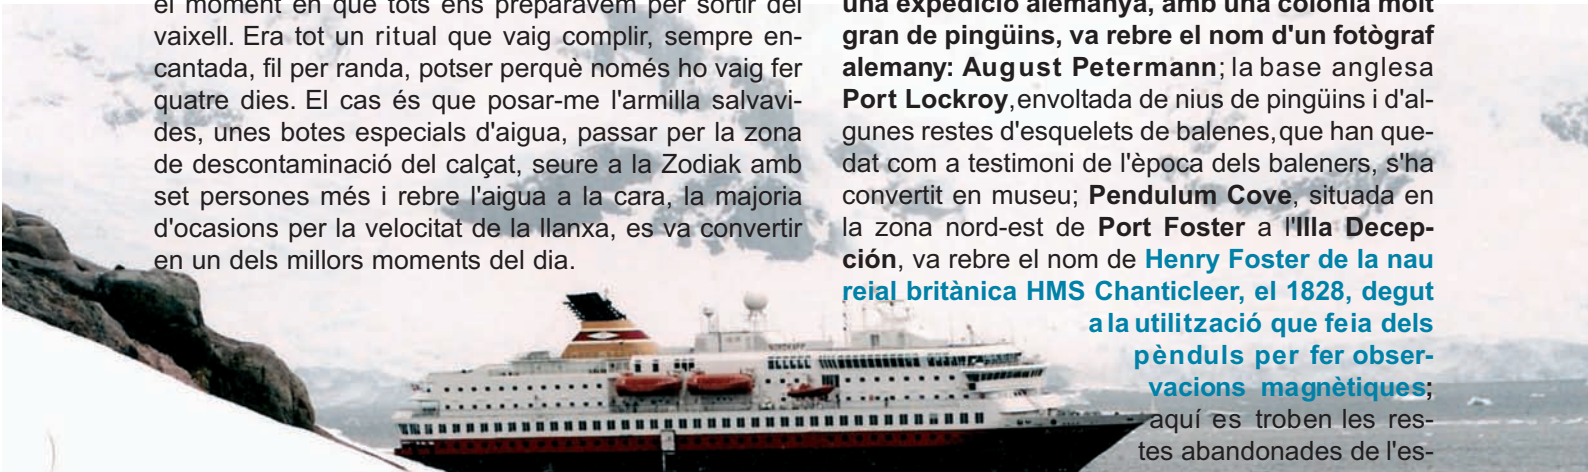 el moment en què tots ens preparàvem per sortir del
vaixell. Era tot un ritual que vaig complir, sempre en-
cantada, fil per randa, potser perquè només ho vaig fer
quatre dies. El cas és que posar-me l'armilla salvavi-
des, unes botes especials d'aigua, passar per la zona
de descontaminació del calçat, seure a la Zodiak amb
set persones més i rebre l'aigua a la cara, la majoria
d'ocasions per la velocitat de la llanxa, es va convertir
en un dels millors moments del dia.
una expedició alemanya, amb una colònia molt
gran de pingüins, va rebre el nom d'un fotògraf
alemany: August Petermann; la base anglesa
Port Lockroy, envoltada de nius de pingüins i d'al-
gunes restes d'esquelets de balenes, que han que-
dat com a testimoni de l'època dels baleners, s'ha
convertit en museu; Pendulum Cove, situada en
la zona nord-est de Port Foster a l'Illa Decep-
ción, va rebre el nom de Henry Foster de la nau
reial britànica HMS Chanticleer, el 1828, degut
a la utilització que feia dels
pènduls per fer obser-
vacions magnètiques;
aquí es troben les res-
tes abandonades de l'es-